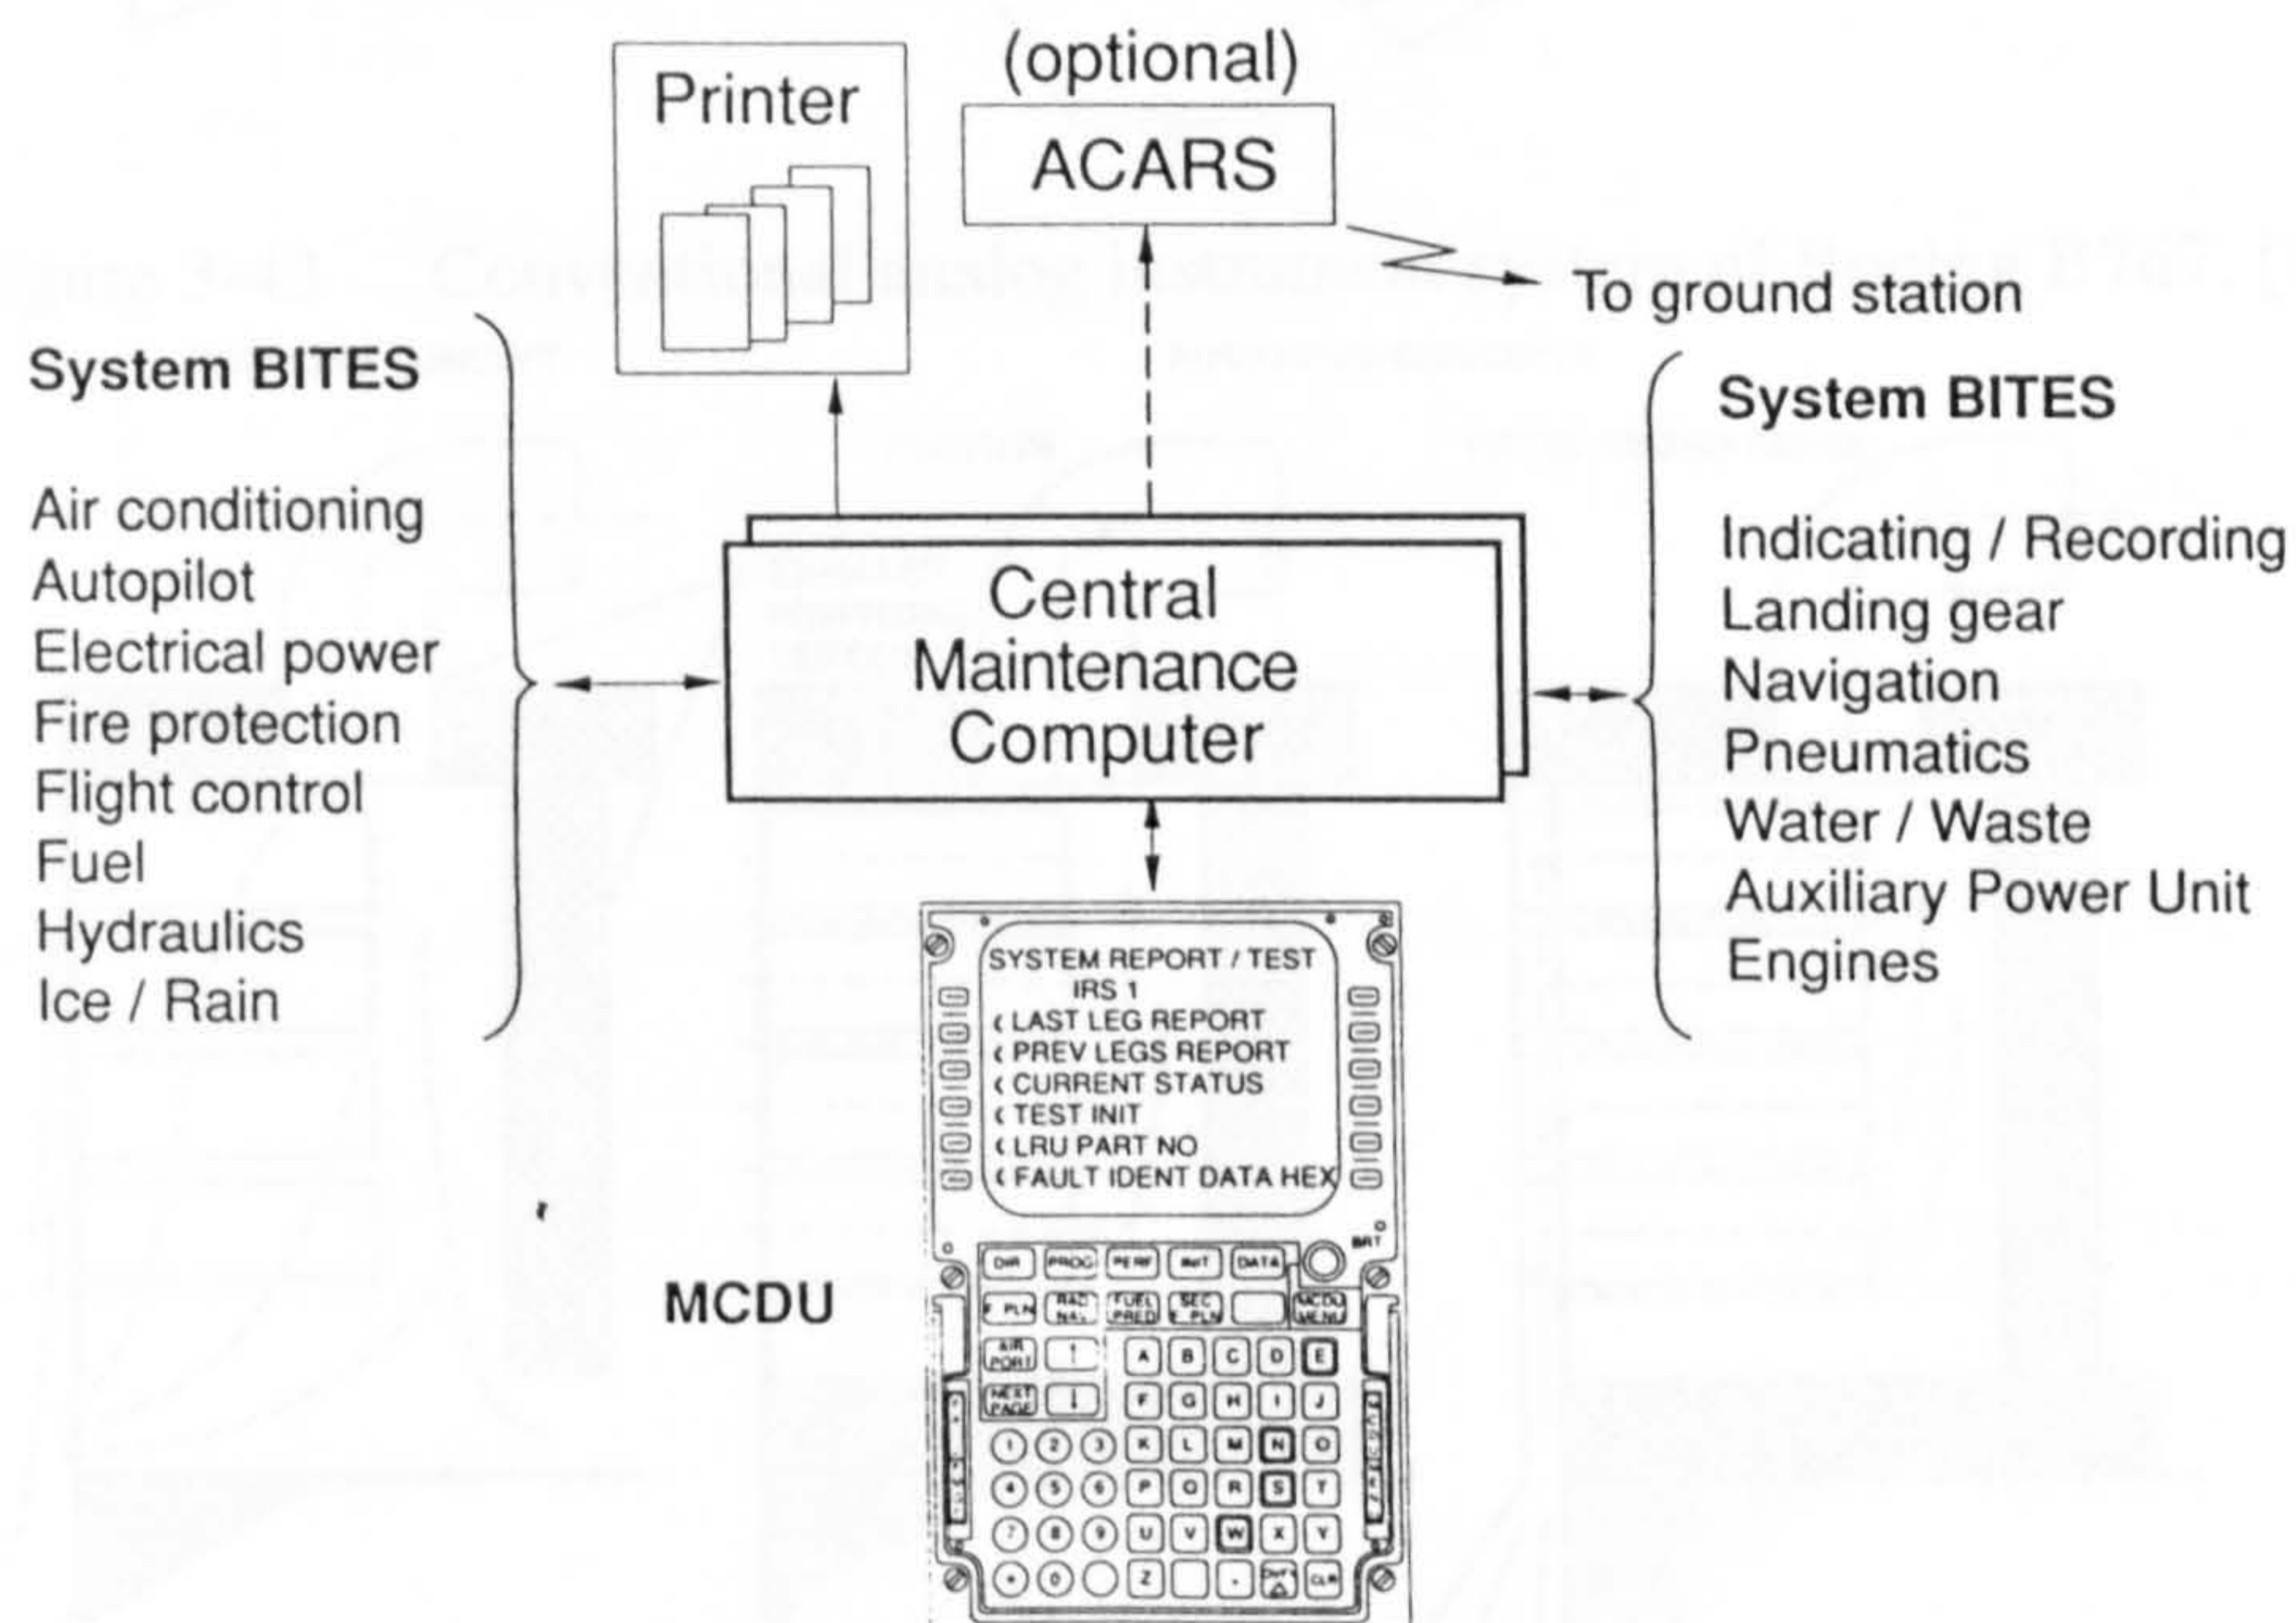 (optional)
Printer
ACARS
To ground station
System BITES
Air conditioning
Autopilot
Electrical power
Fire protection
Flight control
Fuel
Hydraulics
Ice / Rain
Central
Maintenance
Computer
System BITES
Indicating / Recording
Landing gear
Navigation
Pneumatics
Water / Waste
Auxiliary Power Unit
Engines
SYSTEM REPORT / TEST
IRS 1
‹ LAST LEG REPORT
‹ PREV LEGS REPORT
‹ CURRENT STATUS
‹ TEST INIT
‹ LRU PART NO
‹ FAULT IDENT DATA HEX
MCDU
BRT
DIR PROG PERF INIT DATA
F PLN RAD NAV FUEL PRED SEC F PLN MCDU MENU
AIR PORT ↑ A B C D E
NEXT PAGE ↓ F G H I J
1 2 3 K L M N O
4 5 6 P Q R S T
7 8 9 U V W X Y
0 Z . CLR